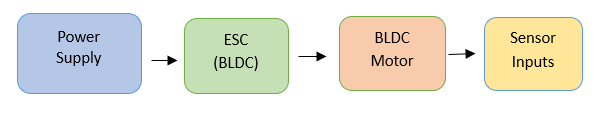 Power
Supply
ESC
(BLDC)
BLDC
Motor
Sensor
Inputs